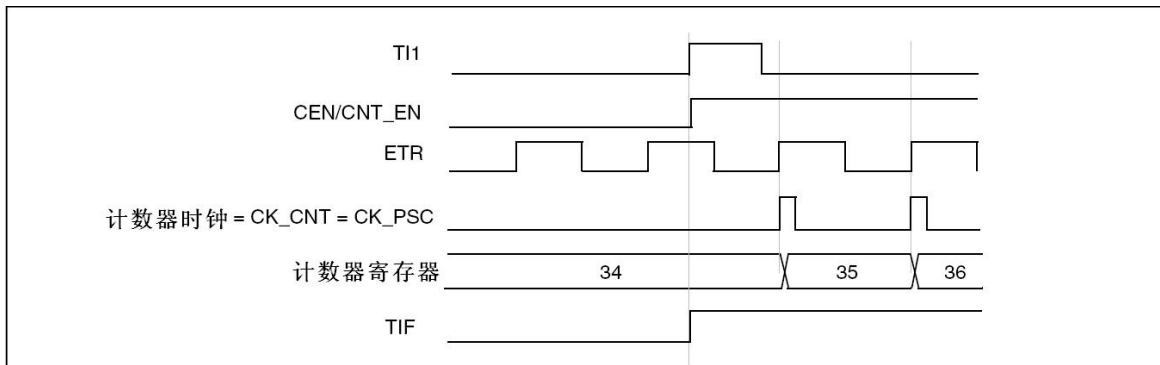 TI1
CEN/CNT_EN
ETR
计数器时钟 = CK_CNT = CK_PSC
计数器寄存器 34 35 36
TIF